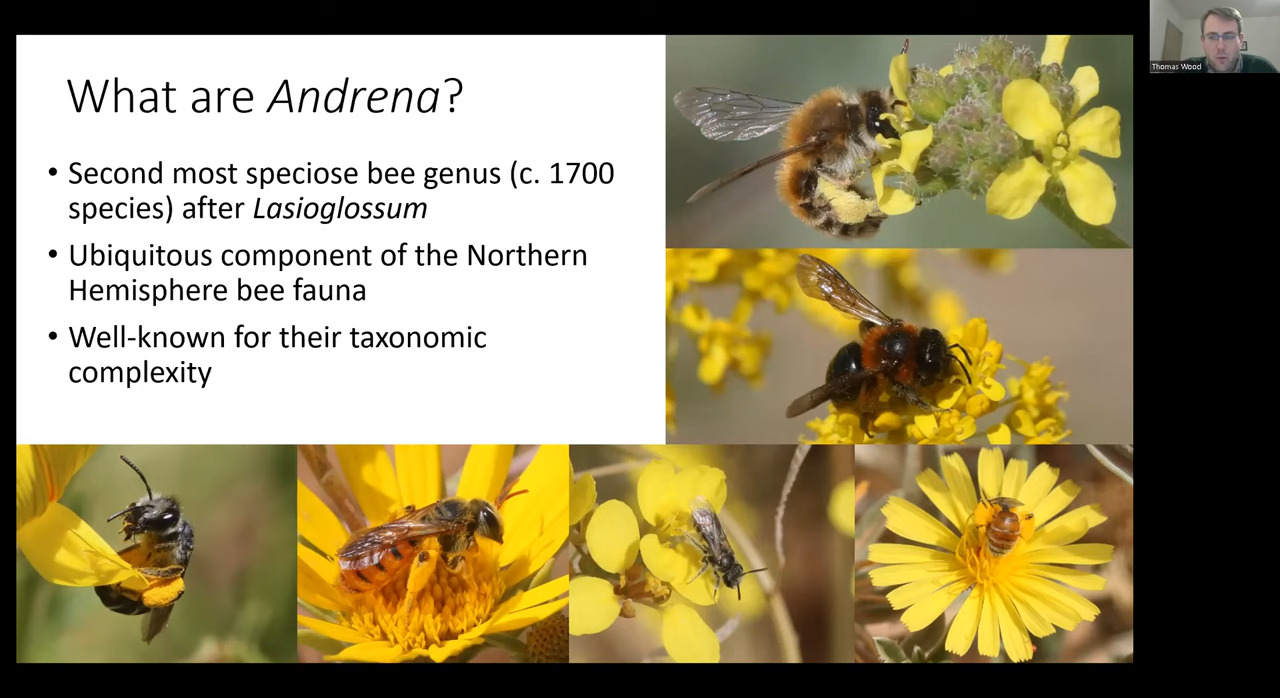 What are Andrena?
• Second most speciose bee genus (c. 1700
species) after Lasioglossum
• Ubiquitous component of the Northern
Hemisphere bee fauna
• Well-known for their taxonomic
complexity
Thomas Wood